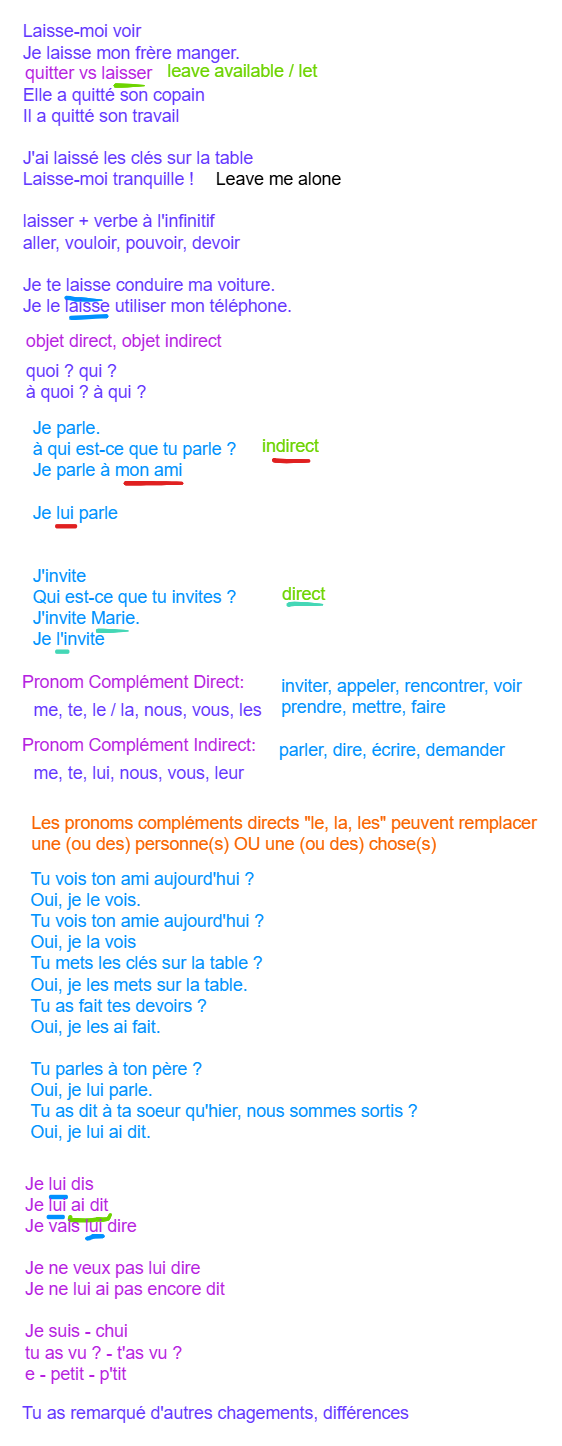 Laisse-moi voir
Je laisse mon frère manger.
quitter vs laisser leave available / let
Elle a quitté son copain
Il a quitté son travail
J'ai laissé les clés sur la table
Laisse-moi tranquille ! Leave me alone
laisser + verbe à l'infinitif
aller, vouloir, pouvoir, devoir
Je te laisse conduire ma voiture.
Je le laisse utiliser mon téléphone.
objet direct, objet indirect
quoi ? qui ?
à quoi ? à qui ?
Je parle.
à qui est-ce que tu parle ? indirect
Je parle à mon ami
Je lui parle
J'invite
Qui est-ce que tu invites ? direct
J'invite Marie.
Je l'invite
Pronom Complément Direct: inviter, appeler, rencontrer, voir
me, te, le / la, nous, vous, les prendre, mettre, faire
Pronom Complément Indirect: parler, dire, écrire, demander
me, te, lui, nous, vous, leur
Les pronoms compléments directs "le, la, les" peuvent remplacer
une (ou des) personne(s) OU une (ou des) chose(s)
Tu vois ton ami aujourd'hui ?
Oui, je le vois.
Tu vois ton amie aujourd'hui ?
Oui, je la vois
Tu mets les clés sur la table ?
Oui, je les mets sur la table.
Tu as fait tes devoirs ?
Oui, je les ai fait.
Tu parles à ton père ?
Oui, je lui parle.
Tu as dit à ta soeur qu'hier, nous sommes sortis ?
Oui, je lui ai dit.
Je lui dis
Je lui ai dit
Je vais lui dire
Je ne veux pas lui dire
Je ne lui ai pas encore dit
Je suis - chui
tu as vu ? - t'as vu ?
e - petit - p'tit
Tu as remarqué d'autres chagements, différences